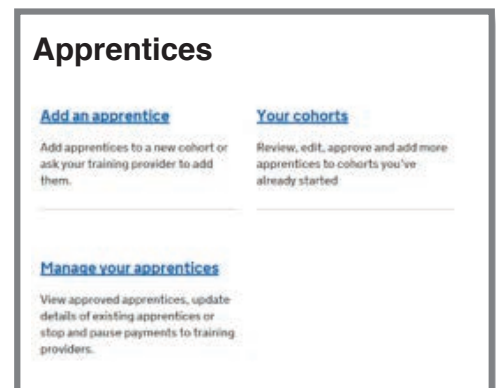 Apprentices
Add an apprentice
Add apprentices to a new cohort or
ask your training provider to add
them.
Your cohorts
Review, edit, approve and add more
apprentices to cohorts you've
already started
Manage your apprentices
View approved apprentices, update
details of existing apprentices or
stop and pause payments to training
providers.